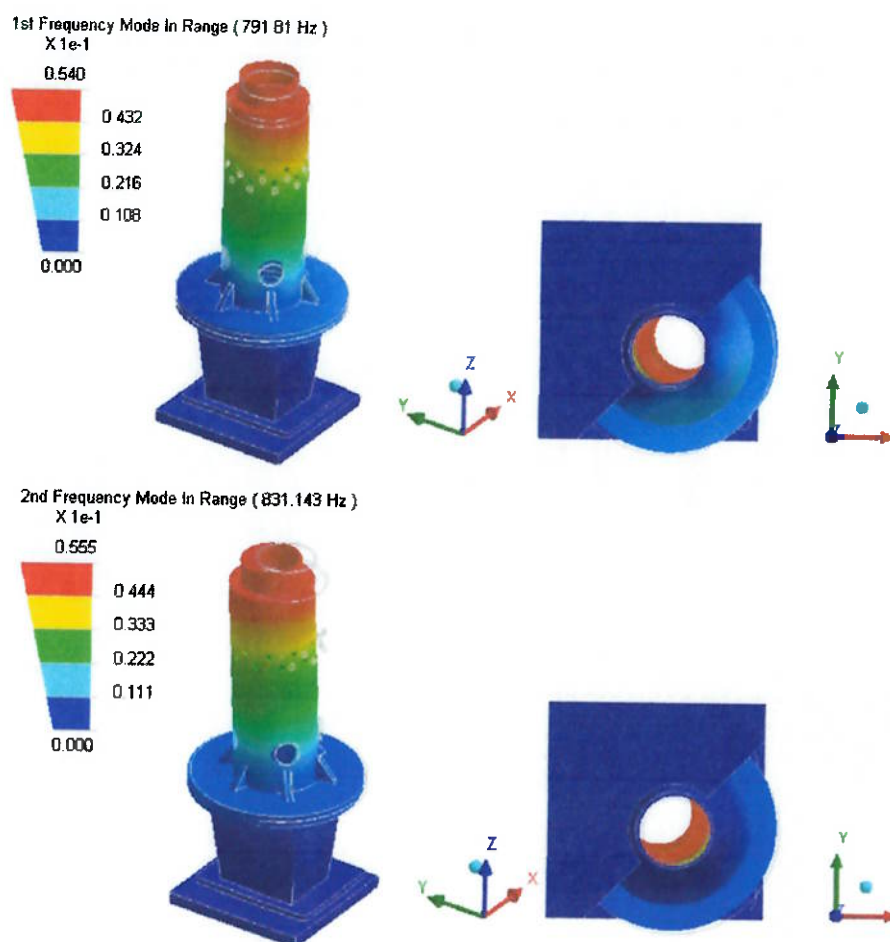 1st Frequency Mode In Range ( 791 81 Hz )
X 1e-1
0.540
0 432
0 324
0.216
0 108
0.000
Z
Y
X
Y
2nd Frequency Mode In Range ( 831.143 Hz )
X 1e-1
0.555
0 444
0.333
0.222
0 111
0.000
Z
Y
X
Y